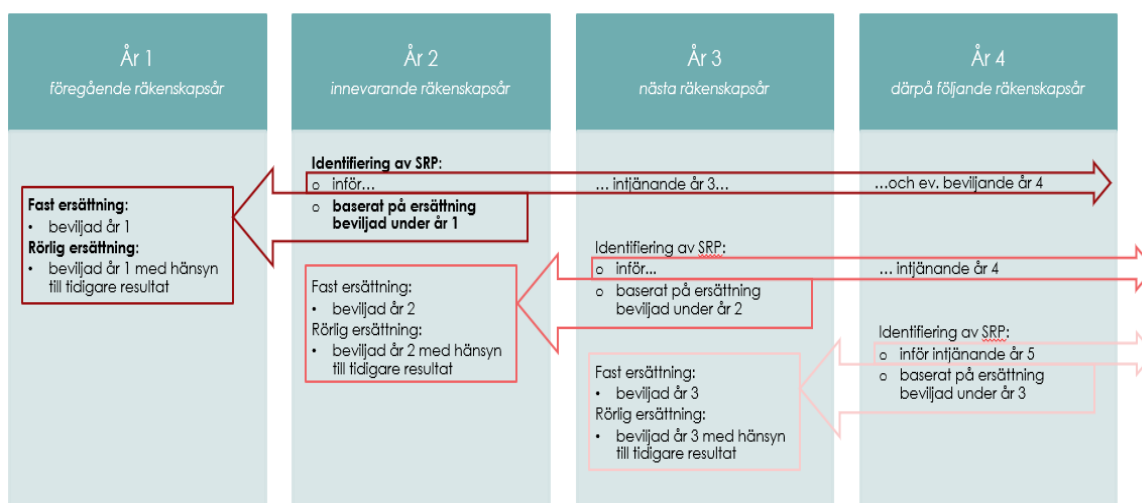 År 1
föregående räkenskapsår
År 2
innevarande räkenskapsår
År 3
nästa räkenskapsår
År 4
därpå följande räkenskapsår
Identifiering av SRP:
o inför...
... intjänande år 3...
...och ev. beviljande år 4
o baserat på ersättning
beviljad under år 1
Fast ersättning:
• beviljad år 1
Rörlig ersättning:
• beviljad år 1 med hänsyn
till tidigare resultat
Identifiering av SRP:
o inför...
... intjänande år 4
o baserat på ersättning
beviljad under år 2
Fast ersättning:
• beviljad år 2
Rörlig ersättning:
• beviljad år 2 med hänsyn
till tidigare resultat
Identifiering av SRP:
o inför intjänande år 5
o baserat på ersättning
beviljad under år 3
Fast ersättning:
• beviljad år 3
Rörlig ersättning:
• beviljad år 3 med hänsyn
till tidigare resultat